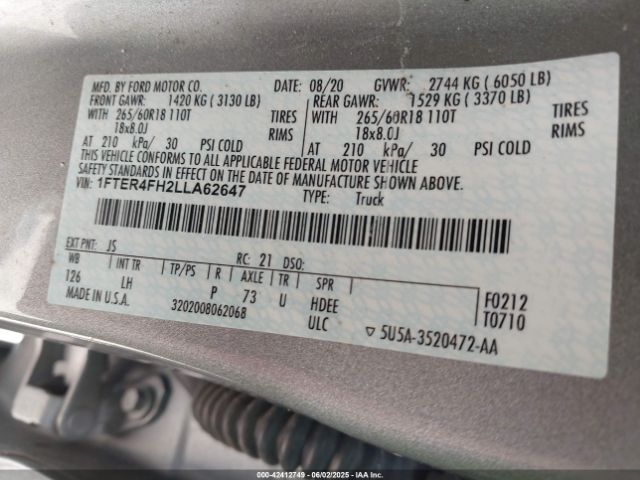 MFD. BY FORD MOTOR CO. DATE: 08/20 GVWR: 2744 KG ( 6050 LB)
FRONT GAWR: 1420 KG ( 3130 LB) REAR GAWR: 1529 KG ( 3370 LB)
WITH 265/60R18 110T TIRES WITH 265/60R18 110T TIRES
18x8.0J RIMS 18x8.0J RIMS
AT 210 kPa/ 30 PSI COLD AT 210 kPa/ 30 PSI COLD
THIS VEHICLE CONFORMS TO ALL APPLICABLE FEDERAL MOTOR VEHICLE
SAFETY STANDARDS IN EFFECT ON THE DATE OF MANUFACTURE SHOWN ABOVE.
VIN: 1FTER4FH2LLA62647 TYPE: Truck
EXT PNT: JS RC: 21 DSO:
WB INT TR TP/PS R AXLE TR SPR
126 LH P 73 U HDEE F0212
MADE IN U.S.A. 3202008062068 ULC T0710
▽ 5U5A-3520472-AA
000-42412749 - 06/02/2025 - IAA Inc.